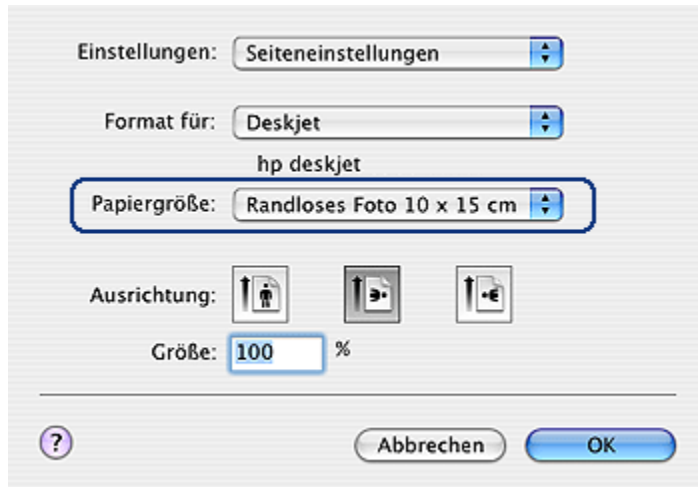 Einstellungen: Seiteneinstellungen
Format für: Deskjet
hp deskjet
Papiergröße: Randloses Foto 10 x 15 cm
Ausrichtung:
Größe: 100 %
? Abbrechen OK